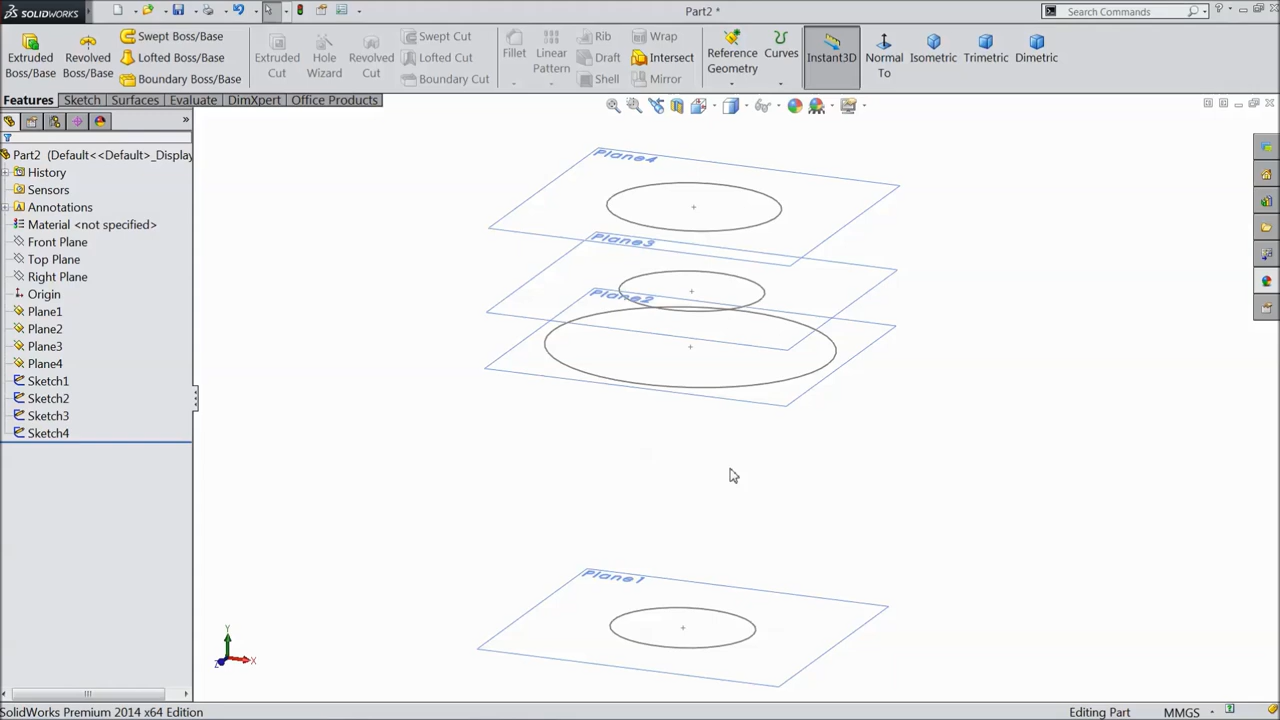 SOLIDWORKS
Part2 *
Search Commands
Extruded Boss/Base
Revolved Boss/Base
Swept Boss/Base
Lofted Boss/Base
Boundary Boss/Base
Extruded Cut
Hole Wizard
Revolved Cut
Swept Cut
Lofted Cut
Boundary Cut
Fillet
Linear Pattern
Rib
Draft
Shell
Wrap
Intersect
Mirror
Reference Geometry
Curves
Instant3D
Normal To
Isometric
Trimetric
Dimetric
Features
Sketch
Surfaces
Evaluate
DimXpert
Office Products
Part2 (Default<<Default>_Display
History
Sensors
Annotations
Material <not specified>
Front Plane
Top Plane
Right Plane
Origin
Plane1
Plane2
Plane3
Plane4
Sketch1
Sketch2
Sketch3
Sketch4
Plane4
Plane3
Plane2
Plane1
Y
X
Z
SolidWorks Premium 2014 x64 Edition
Editing Part
MMGS